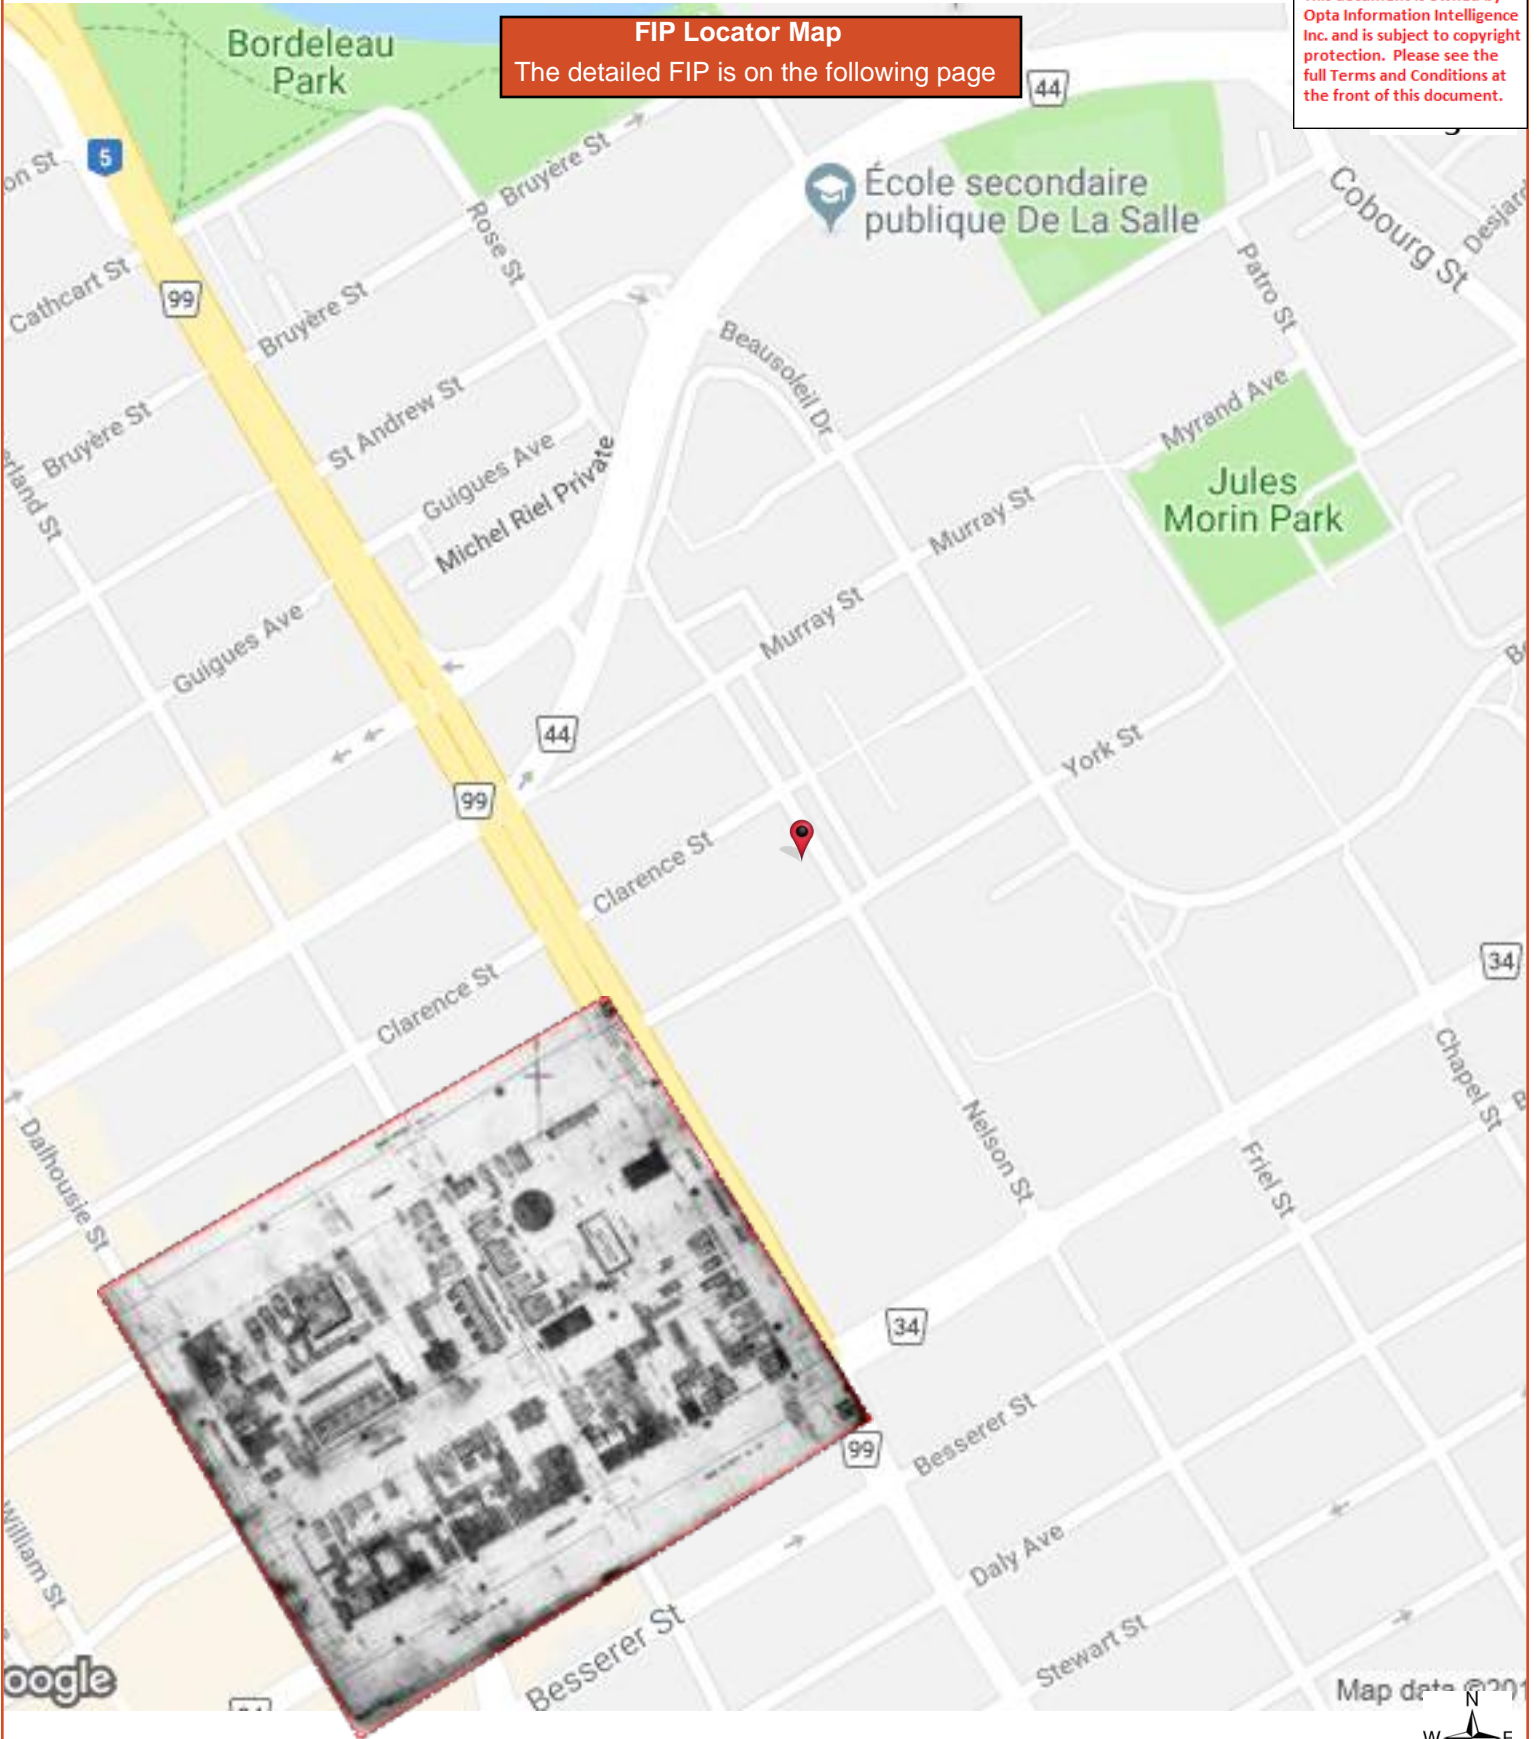 Opta Information Intelligence
Inc. and is subject to copyright
protection. Please see the
full Terms and Conditions at
the front of this document.
FIP Locator Map
The detailed FIP is on the following page
Bordeleau
Park
44
5
Bruyère St
École secondaire
publique De La Salle
Cobourg St
Rose St
Patro St
Cathcart St
99
Bruyère St
Beausoleil Dr
St Andrew St
Bruyère St
Myrand Ave
Guigues Ave
Michel Riel Private
Jules
Morin Park
Murray St
Murray St
Guigues Ave
44
York St
99
Clarence St
34
Clarence St
Chapel St
Nelson St
Dalhousie St
Friel St
34
Besserer St
99
Daly Ave
William St
Besserer St
Stewart St
oogle
Map data ©201
N
W E